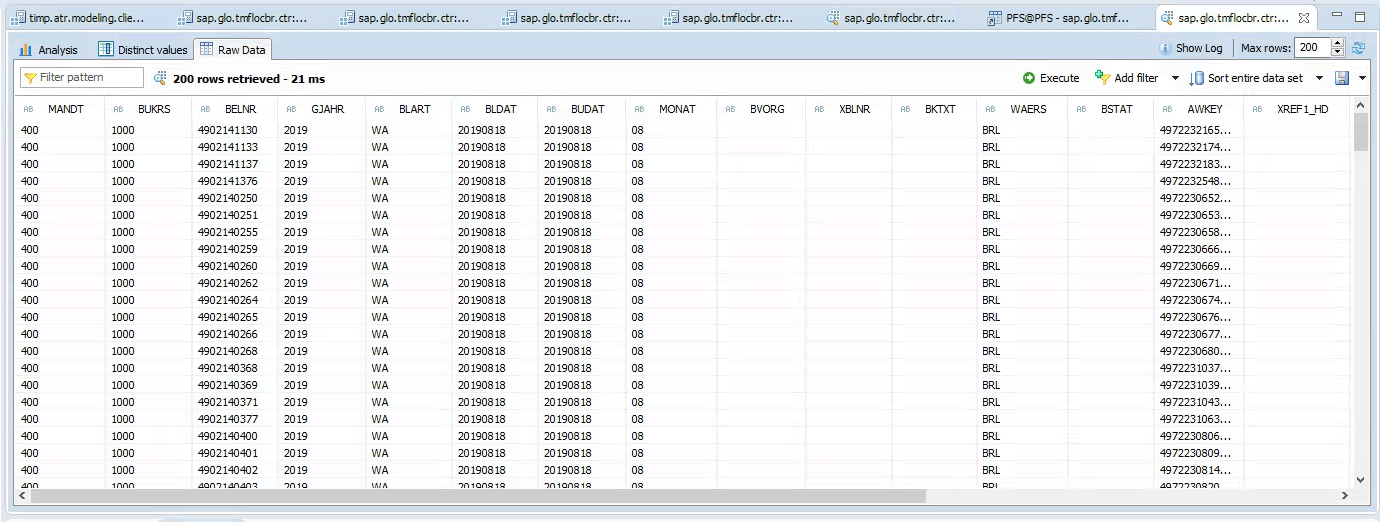 timp.atr.modeling.clie... sap.glo.tmflocbr.ctr:... sap.glo.tmflocbr.ctr:... sap.glo.tmflocbr.ctr:... sap.glo.tmflocbr.ctr:... sap.glo.tmflocbr.ctr:... PFS@PFS - sap.glo.tmf... sap.glo.tmflocbr.ctr:...
Analysis Distinct values Raw Data Show Log Max rows: 200
Filter pattern 200 rows retrieved - 21 ms Execute Add filter Sort entire data set
AB MANDT AB BUKRS AB BELNR AB GJAHR AB BLART AB BLDAT AB BUDAT AB MONAT AB BVORG AB XBLNR AB BKTXT AB WAERS AB BSTAT AB AWKEY AB XREF1_HD
400 1000 4902141130 2019 WA 20190818 20190818 08 BRL 4972232165...
400 1000 4902141133 2019 WA 20190818 20190818 08 BRL 4972232174...
400 1000 4902141137 2019 WA 20190818 20190818 08 BRL 4972232183...
400 1000 4902141376 2019 WA 20190818 20190818 08 BRL 4972232548...
400 1000 4902140250 2019 WA 20190818 20190818 08 BRL 4972230652...
400 1000 4902140251 2019 WA 20190818 20190818 08 BRL 4972230653...
400 1000 4902140255 2019 WA 20190818 20190818 08 BRL 4972230658...
400 1000 4902140259 2019 WA 20190818 20190818 08 BRL 4972230666...
400 1000 4902140260 2019 WA 20190818 20190818 08 BRL 4972230669...
400 1000 4902140262 2019 WA 20190818 20190818 08 BRL 4972230671...
400 1000 4902140264 2019 WA 20190818 20190818 08 BRL 4972230674...
400 1000 4902140265 2019 WA 20190818 20190818 08 BRL 4972230676...
400 1000 4902140266 2019 WA 20190818 20190818 08 BRL 4972230677...
400 1000 4902140268 2019 WA 20190818 20190818 08 BRL 4972230680...
400 1000 4902140368 2019 WA 20190818 20190818 08 BRL 4972231037...
400 1000 4902140369 2019 WA 20190818 20190818 08 BRL 4972231039...
400 1000 4902140371 2019 WA 20190818 20190818 08 BRL 4972231043...
400 1000 4902140377 2019 WA 20190818 20190818 08 BRL 4972231063...
400 1000 4902140400 2019 WA 20190818 20190818 08 BRL 4972230806...
400 1000 4902140401 2019 WA 20190818 20190818 08 BRL 4972230809...
400 1000 4902140402 2019 WA 20190818 20190818 08 BRL 4972230814...
400 1000 4902140403 2019 WA 20190818 20190818 08 BRL 4972230820...